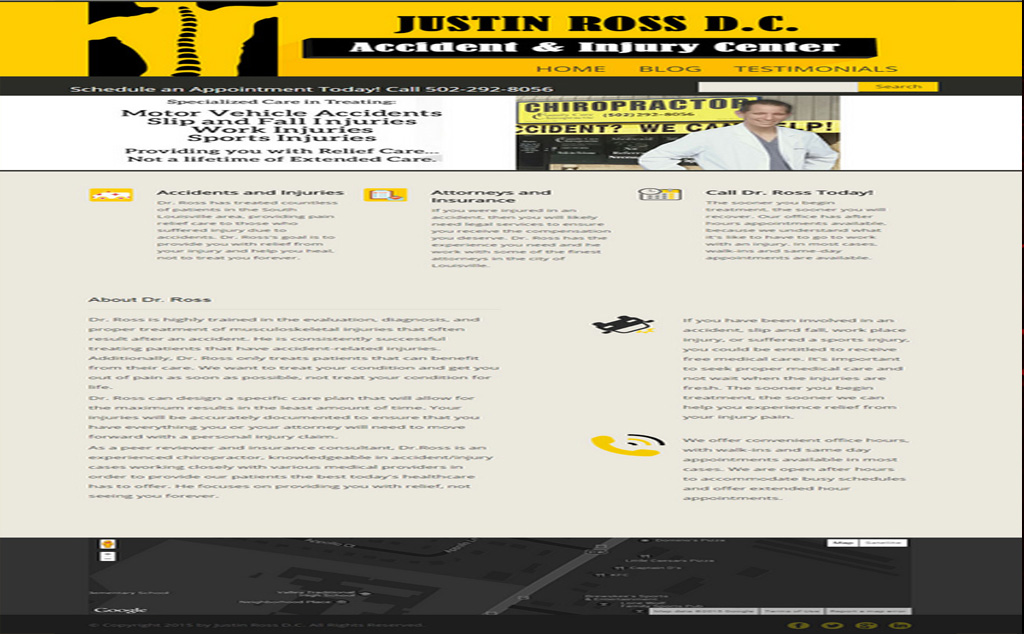 JUSTIN ROSS D.C.
Accident & Injury Center
HOME BLOG TESTIMONIALS
Schedule an Appointment Today! Call 502-292-8056
Search
Specialized Care in Treating:
Motor Vehicle Accidents
Slip and Fall Injuries
Work Injuries
Sports Injuries
Providing you with Relief Care...
Not a lifetime of Extended Care.
CHIROPRACTOR
(502) 292-8056
CCIDENT? WE CAN LP!
Accidents and Injuries
Dr. Ross has treated countless
of patients in the South
Louisville area, providing pain
relief care to those who
suffered injury due to
accidents. Dr. Ross's goal is to
provide you with relief from
your injury and help you heal,
not to treat you forever.
Attorneys and
Insurance
If you were injured in an
accident, then you will likely
need legal services to ensure
you receive the compensation
you deserve. Dr. Ross has the
experience you need and he
work with some of the finest
attorneys in the city of
Louisville.
Call Dr. Ross Today!
The sooner you begin
treatment, the sooner you will
recover. Our office has after
hours appointments available,
because we understand what
it's like to have to go to work
with an injury. In most cases,
walk-ins and same-day
appointments are available.
About Dr. Ross
Dr. Ross is highly trained in the evaluation, diagnosis, and
proper treatment of musculoskeletal injuries that often
result after an accident. He is consistently successful
treating patients that have accident-related injuries.
Additionally, Dr. Ross only treats patients that can benefit
from their care. We want to treat your condition and get you
out of pain as soon as possible, not treat your condition for
life.
Dr. Ross can design a specific care plan that will allow for
the maximum results in the least amount of time. Your
injuries will be accurately documented to ensure that you
have everything you or your attorney will need to move
forward with a personal injury claim.
As a peer reviewer and insurance consultant, Dr.Ross is an
experienced chiropractor, knowledgeable in accident/injury
cases working closely with various medical providers in
order to provide our patients the best today's healthcare
has to offer. He focuses on providing you with relief, not
seeing you forever.
If you have been involved in an
accident, slip and fall, work place
injury, or suffered a sports injury,
you could be entitled to receive
free medical care. It's important
to seek proper medical care and
not wait when the injuries are
fresh. The sooner you begin
treatment, the sooner we can
help you experience relief from
your injury pain.
We offer convenient office hours,
with walk-ins and same day
appointments available in most
cases. We are open after hours
to accommodate busy schedules
and offer extended hour
appointments.
Map Satellite
Domino's Pizza
Little Caesars Pizza
Captain D's
KFC
Elementary School
Valley Traditional
High School
Neighborhood Place
Family Sports Pub
Google
Map data ©2015 Google Terms of Use Report a map error
© Copyright 2015 by Justin Ross D.C. All Rights Reserved.